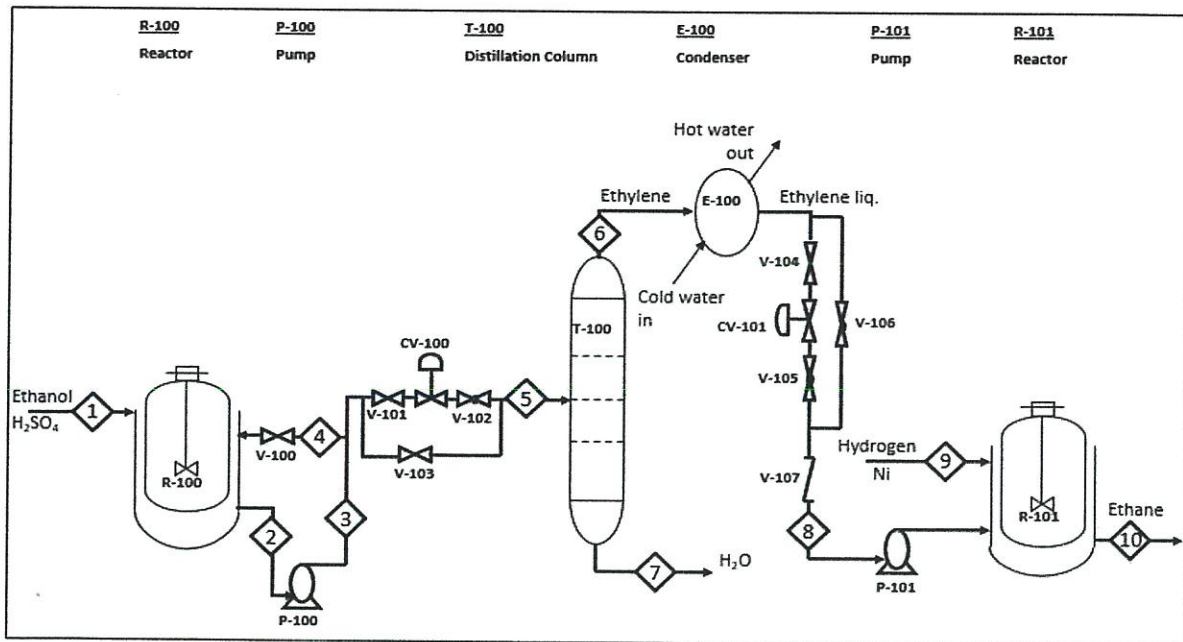 R-100
Reactor
P-100
Pump
T-100
Distillation Column
E-100
Condenser
P-101
Pump
R-101
Reactor
Hot water
out
Ethylene
E-100
Ethylene liq.
6
V-104
Cold water
in
T-100
CV-101
V-106
CV-100
V-105
Ethanol
H₂SO₄
1
V-101
V-102
5
4
V-100
V-103
Hydrogen
Ni
9
V-107
R-100
R-101
Ethane
2
3
8
10
7
H₂O
P-100
P-101